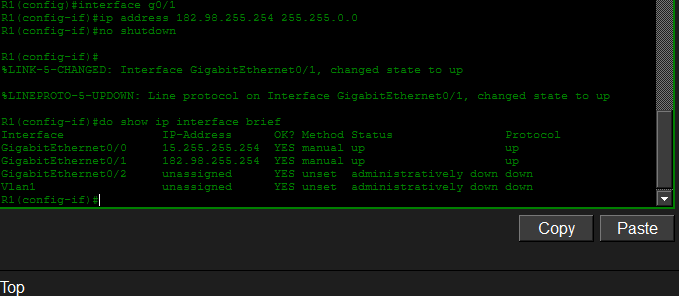 R1(config)#interface g0/1
R1(config-if)#ip address 182.98.255.254 255.255.0.0
R1(config-if)#no shutdown
R1(config-if)#
%LINK-5-CHANGED: Interface GigabitEthernet0/1, changed state to up
%LINEPROTO-5-UPDOWN: Line protocol on Interface GigabitEthernet0/1, changed state to up
R1(config-if)#do show ip interface brief
Interface IP-Address OK? Method Status Protocol
GigabitEthernet0/0 15.255.255.254 YES manual up up
GigabitEthernet0/1 182.98.255.254 YES manual up up
GigabitEthernet0/2 unassigned YES unset administratively down down
Vlan1 unassigned YES unset administratively down down
R1(config-if)#
Copy Paste
Top